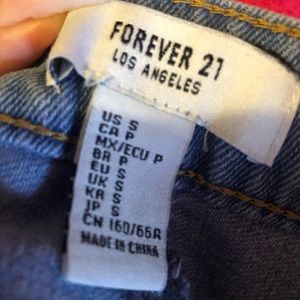 FOREVER 21
LOS ANGELES
US S
CA P
MX/ECU P
BR P
EU S
UK S
KR S
JP S
CN 160/66A
MADE IN CHINA